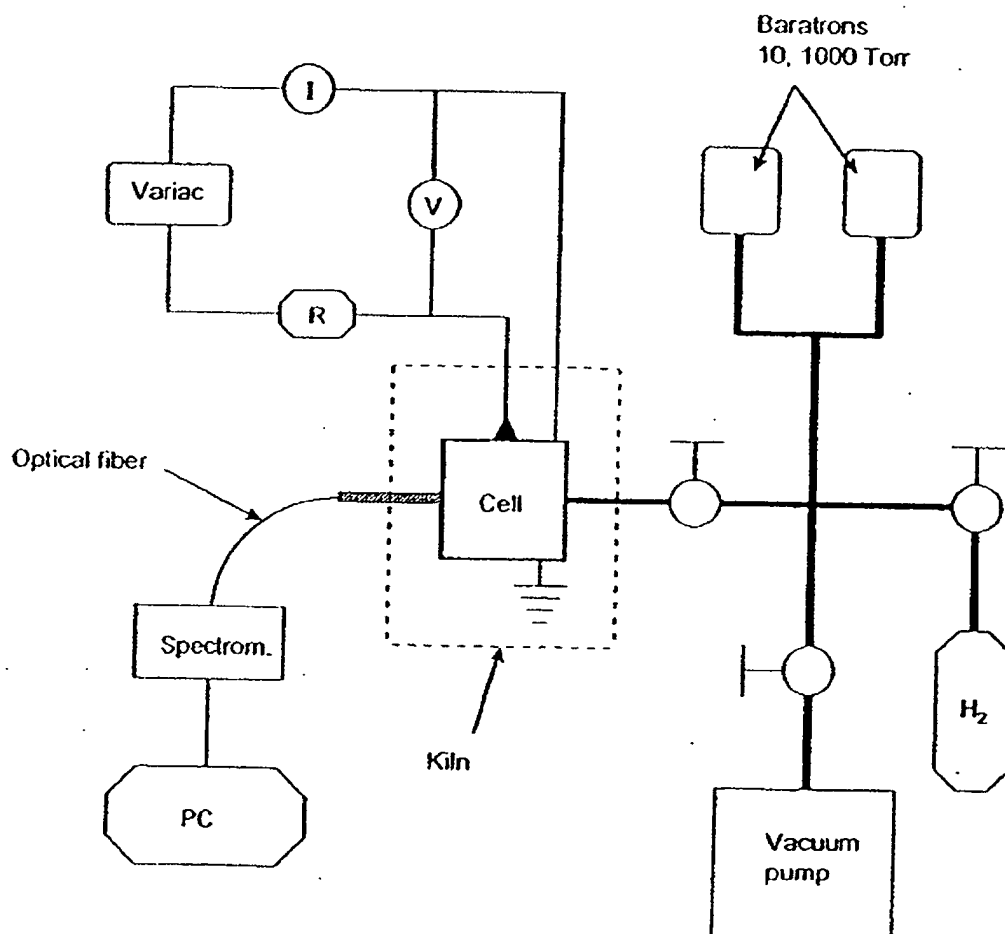 Baratrons
10, 1000 Torr
I
Variac
V
R
Optical fiber
Cell
Spectrom.
H₂
Kiln
PC
Vacuum
pump